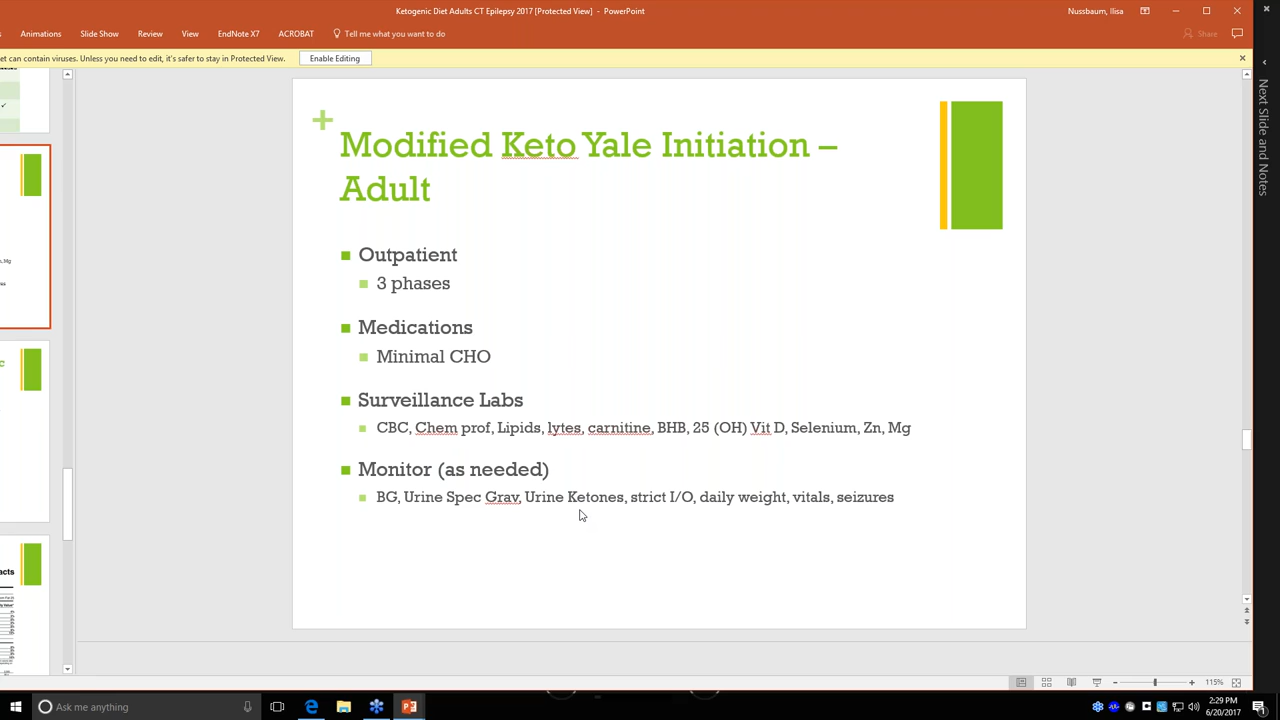 Ketogenic Diet Adults CT Epilepsy 2017 [Protected View] - PowerPoint
Nussbaum, Ilisa
Animations Slide Show Review View EndNote X7 ACROBAT Tell me what you want to do
Share
et can contain viruses. Unless you need to edit, it's safer to stay in Protected View. Enable Editing
Next Slide and Notes
+
Modified Keto Yale Initiation –
Adult
Outpatient
3 phases
Medications
Minimal CHO
Surveillance Labs
CBC, Chem prof, Lipids, lytes, carnitine, BHB, 25 (OH) Vit D, Selenium, Zn, Mg
Monitor (as needed)
BG, Urine Spec Grav, Urine Ketones, strict I/O, daily weight, vitals, seizures
115%
Ask me anything
2:29 PM
6/20/2017